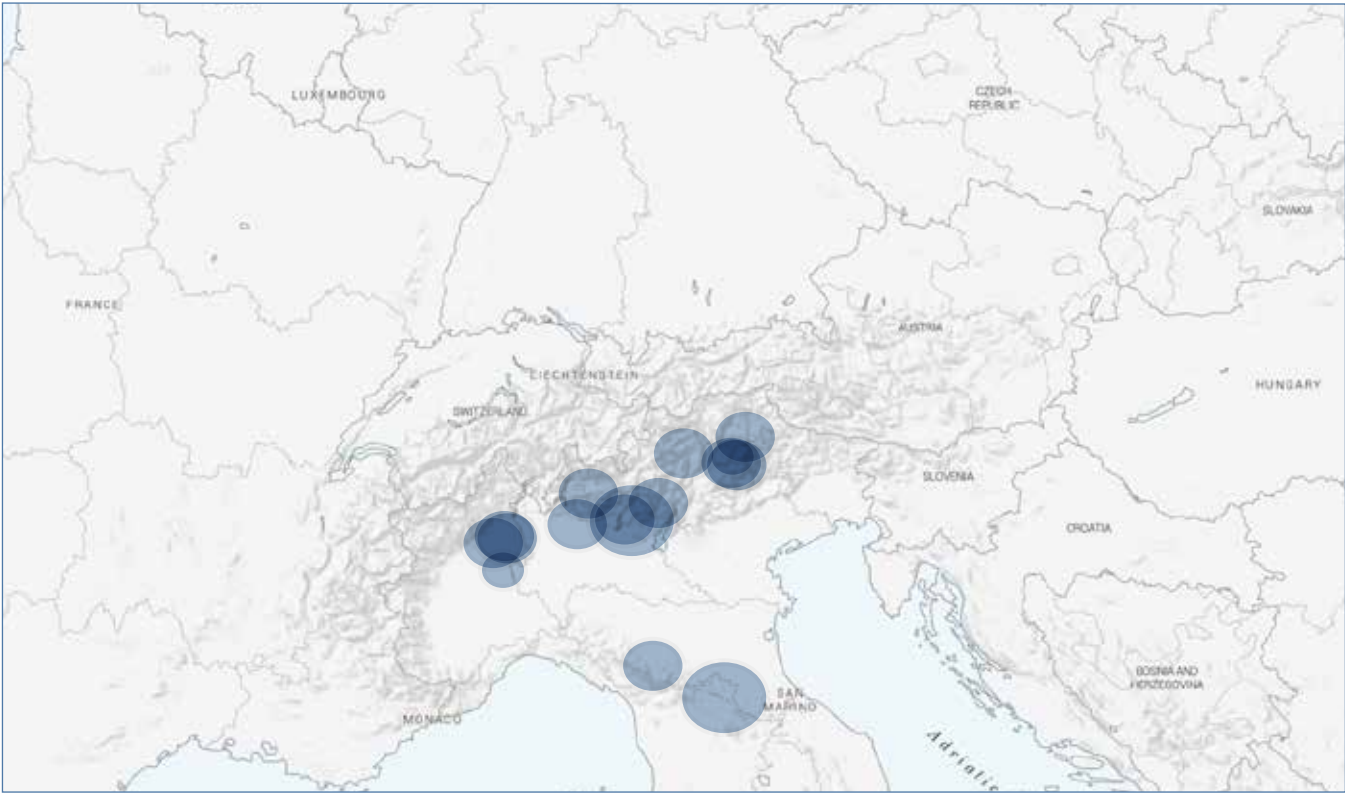 LUXEMBOURG
CZECH
REPUBLIC
SLOVAKIA
FRANCE
AUSTRIA
LIECHTENSTEIN
HUNGARY
SWITZERLAND
SLOVENIA
CROATIA
BOSNIA AND
HERZEGOVINA
SAN
MARINO
MONACO
Adriatic